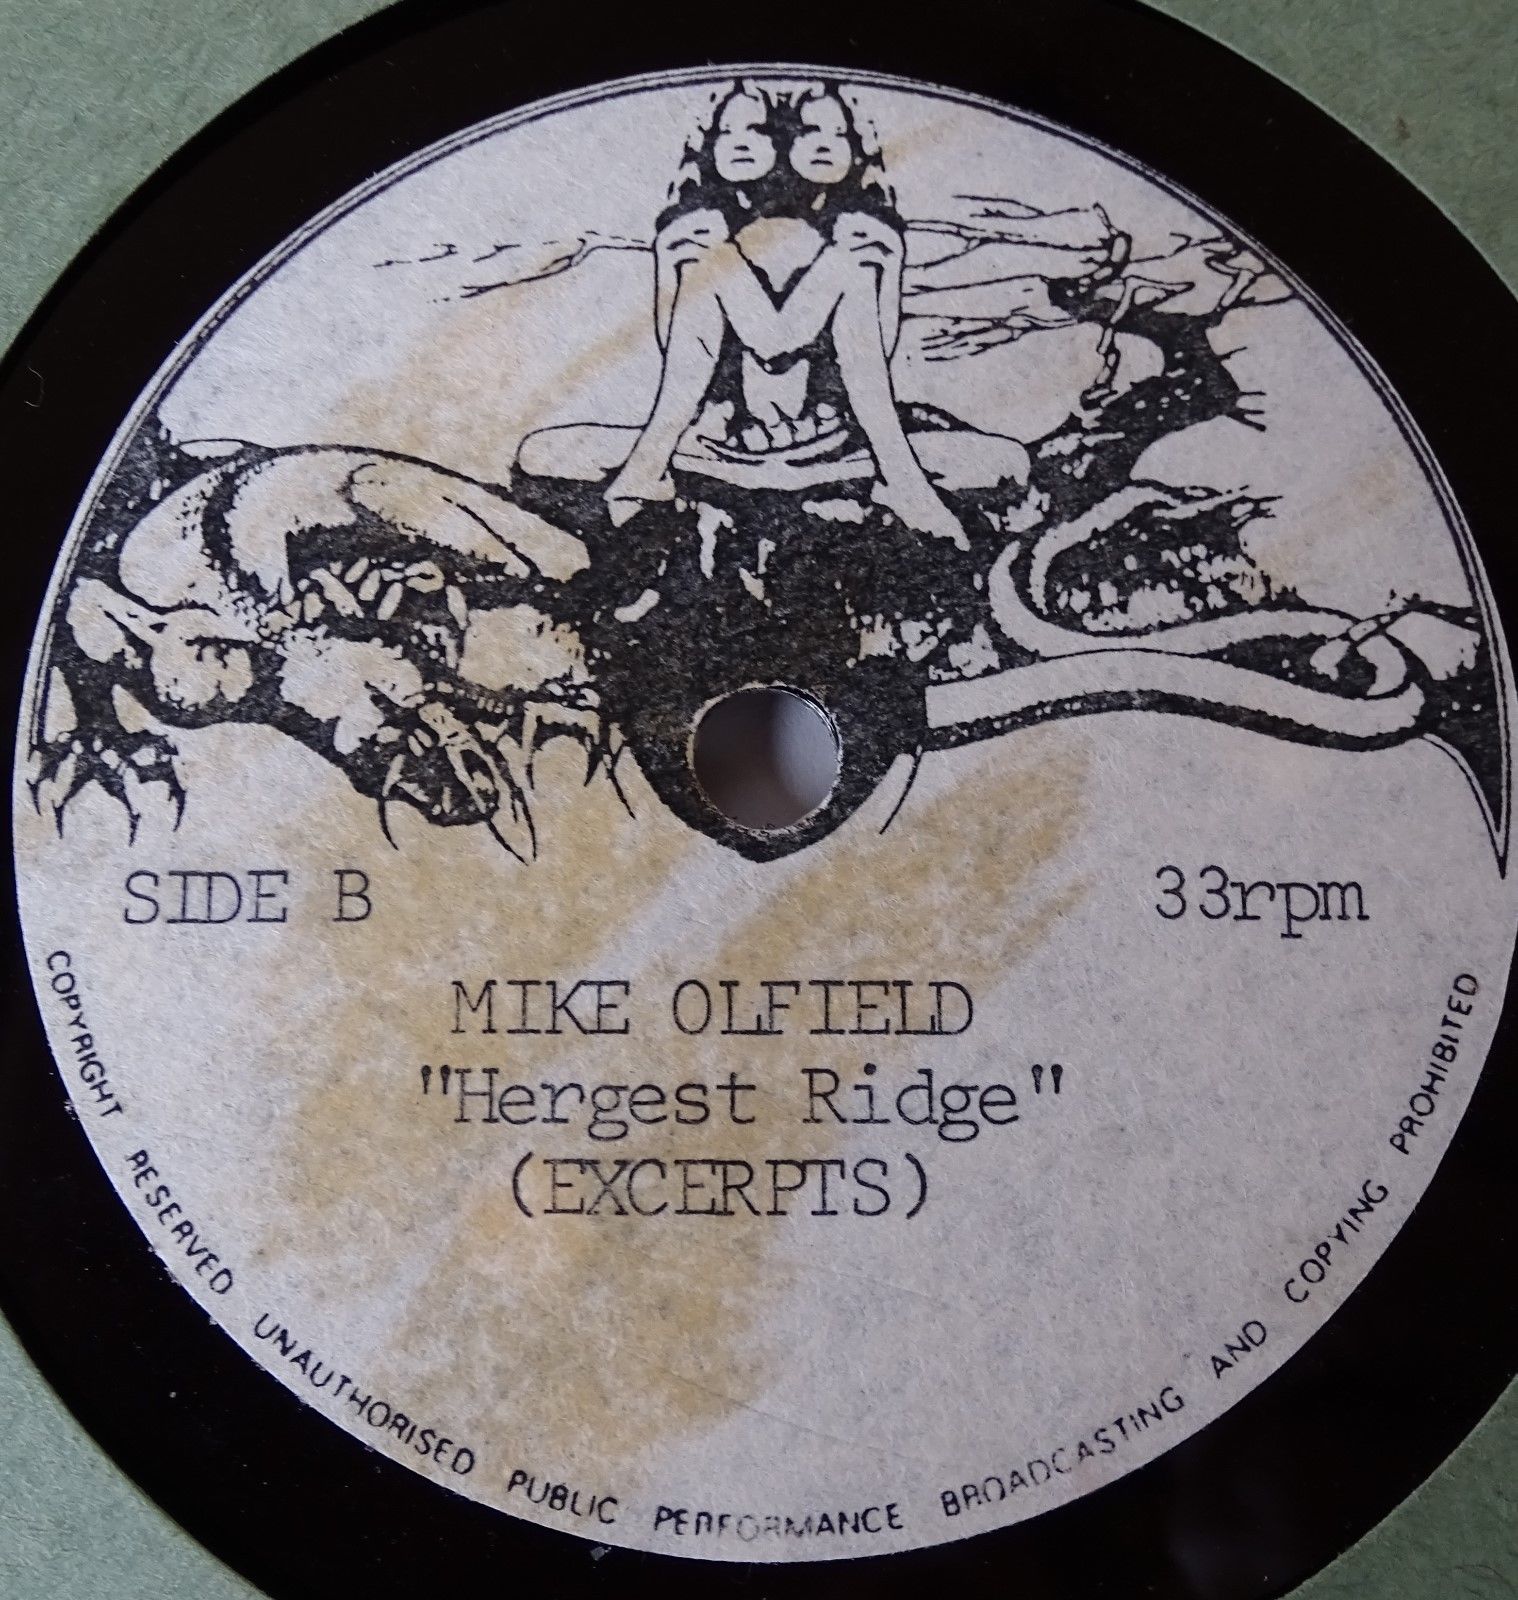 SIDE B
33rpm
MIKE OLFIELD
"Hergest Ridge"
(EXCERPTS)
COPYRIGHT RESERVED UNAUTHORISED PUBLIC PERFORMANCE BROADCASTING AND COPYING PROHIBITED